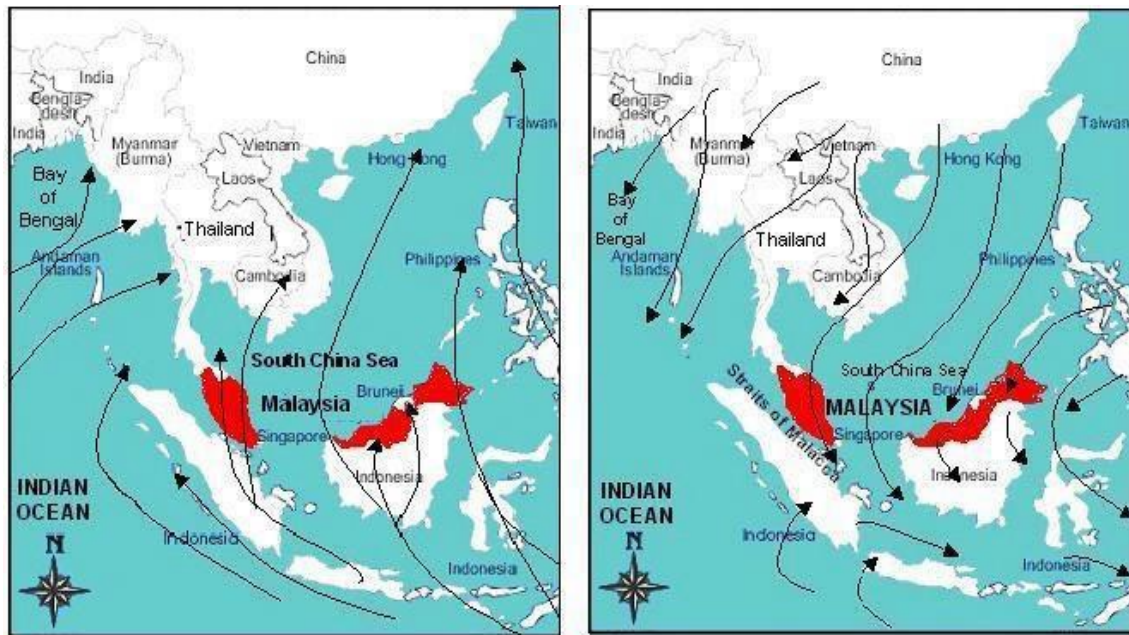 China
India
Bengla
desh
India
Taiwan
Myanmar
(Burma)
Vietnam
Hong Kong
Laos
Bay
of
Bengal
Thailand
Andaman
Islands
Philippines
Cambodia
South China Sea
Brunei
Malaysia
Singapore
Indonesia
INDIAN
OCEAN
N
Indonesia
Indonesia
China
India
Bengla
desh
India
Taiwan
Myanmar
(Burma)
Vietnam
Hong Kong
Laos
Bay
of
Bengal
Thailand
Andaman
Islands
Philippines
Cambodia
South China Sea
s
Brunei
Straits of Malacca
MALAYSIA
Singapore
Indonesia
INDIAN
OCEAN
N
Indonesia
Indonesia